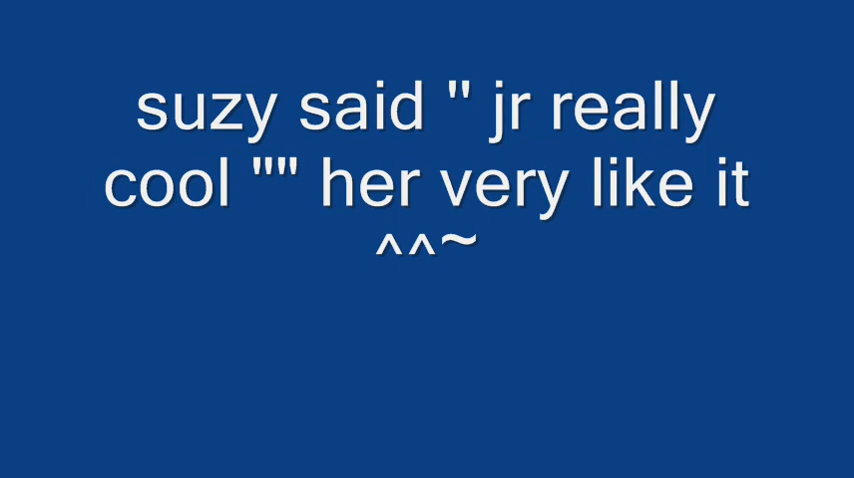 suzy said " jr really
cool "" her very like it
^^~